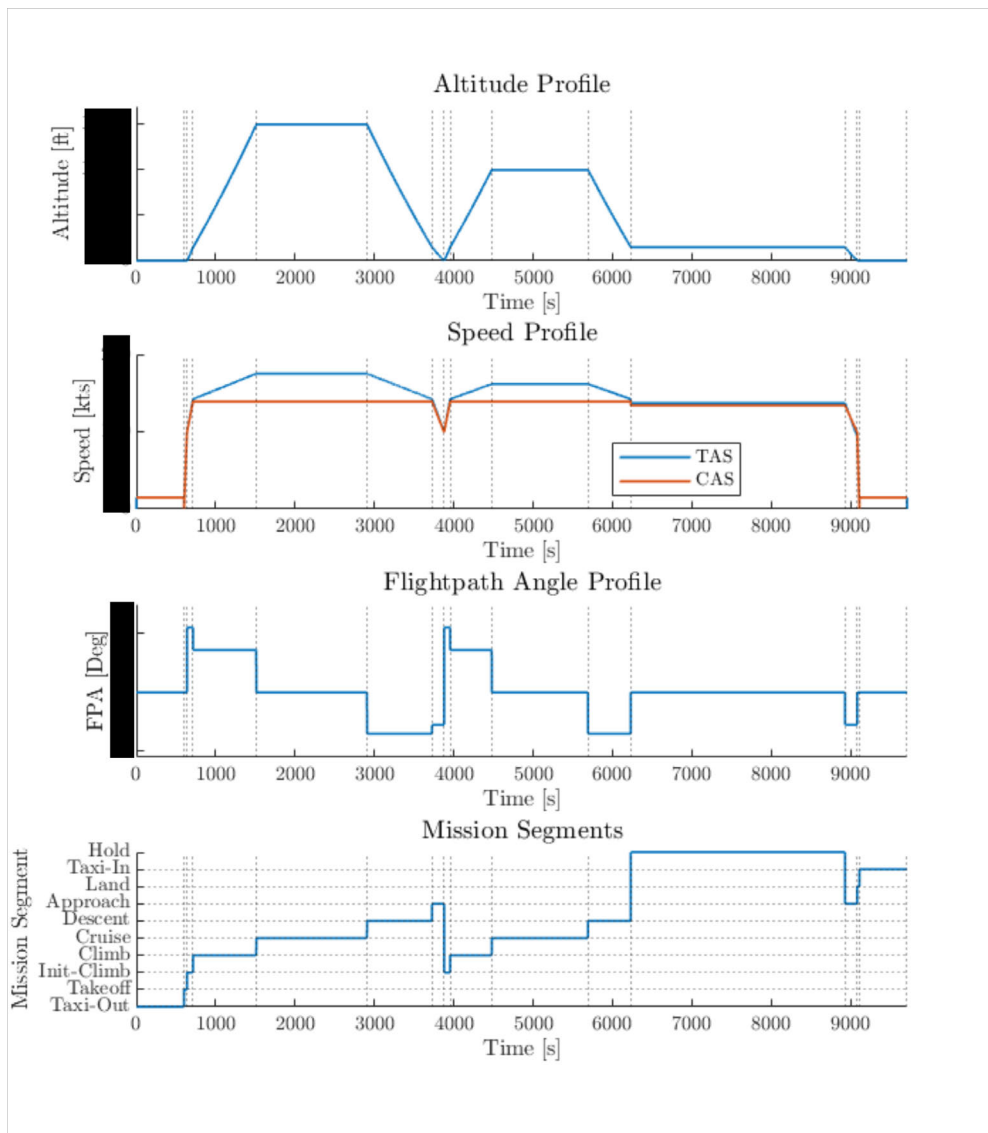 Altitude Profile
Altitude [ft]
0 1000 2000 3000 4000 5000 6000 7000 8000 9000
Time [s]
Speed Profile
Speed [kts]
TAS
CAS
0 1000 2000 3000 4000 5000 6000 7000 8000 9000
Time [s]
Flightpath Angle Profile
FPA [Deg]
0 1000 2000 3000 4000 5000 6000 7000 8000 9000
Time [s]
Mission Segments
Mission Segment
Hold
Taxi-In
Land
Approach
Descent
Cruise
Climb
Init-Climb
Takeoff
Taxi-Out
0 1000 2000 3000 4000 5000 6000 7000 8000 9000
Time [s]